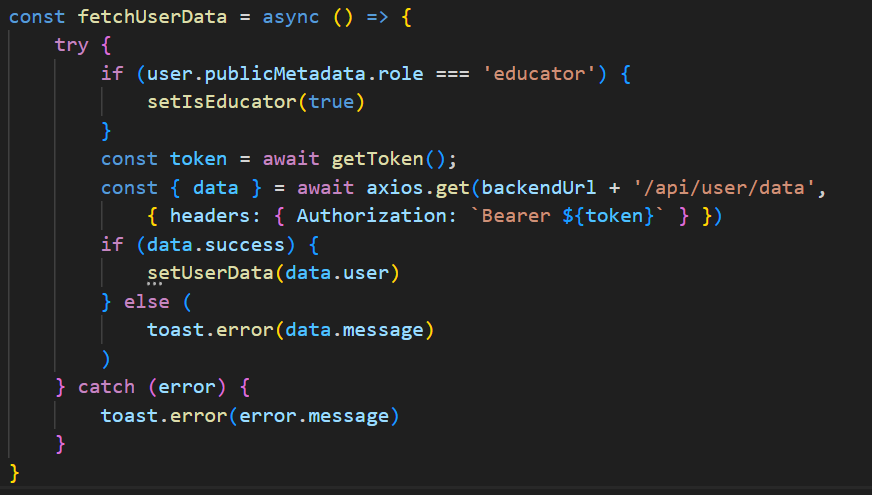 const fetchUserData = async () => {
    try {
        if (user.publicMetadata.role === 'educator') {
            setIsEducator(true)
        }
        const token = await getToken();
        const { data } = await axios.get(backendUrl + '/api/user/data',
            { headers: { Authorization: `Bearer ${token}` } })
        if (data.success) {
            setUserData(data.user)
        } else (
            toast.error(data.message)
        )
    } catch (error) {
        toast.error(error.message)
    }
}